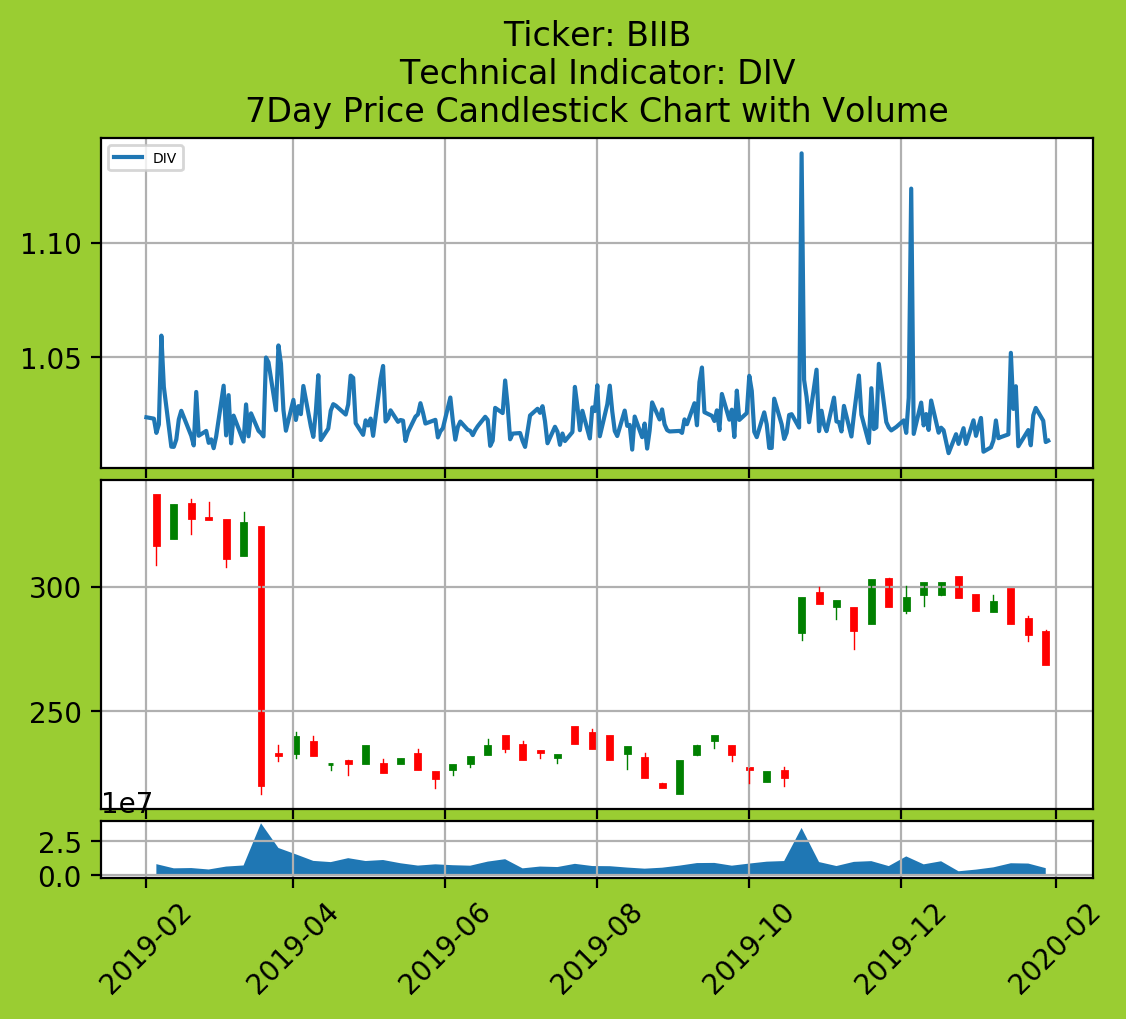 Ticker: BIIB
Technical Indicator: DIV
7Day Price Candlestick Chart with Volume
DIV
1.10
1.05
300
250
1e7
2.5
0.0
2019-02
2019-04
2019-06
2019-08
2019-10
2019-12
2020-02